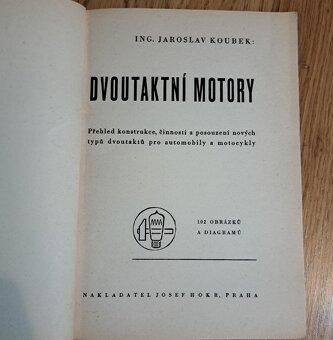 ING. JAROSLAV KOUBEK:
DVOUTAKTNÍ MOTORY
Přehled konstrukce, činnosti a posouzení nových
typů dvoutaktů pro automobily a motocykly
102 OBRÁZKŮ
A DIAGRAMŮ
NAKLADATEL JOSEF HOKR, PRAHA